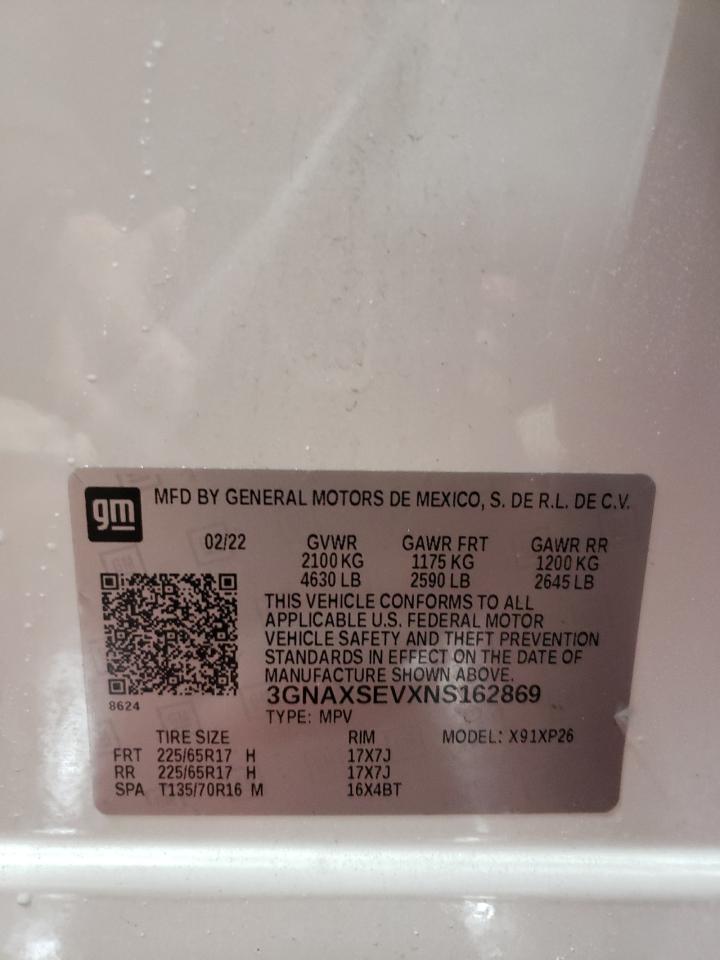 gm
MFD BY GENERAL MOTORS DE MEXICO, S. DE R.L. DE C.V.
02/22 GVWR GAWR FRT GAWR RR
2100 KG 1175 KG 1200 KG
4630 LB 2590 LB 2645 LB
THIS VEHICLE CONFORMS TO ALL
APPLICABLE U.S. FEDERAL MOTOR
VEHICLE SAFETY AND THEFT PREVENTION
STANDARDS IN EFFECT ON THE DATE OF
MANUFACTURE SHOWN ABOVE.
3GNAXSEVXNS162869
8624
TYPE: MPV
TIRE SIZE RIM MODEL: X91XP26
FRT 225/65R17 H 17X7J
RR 225/65R17 H 17X7J
SPA T135/70R16 M 16X4BT